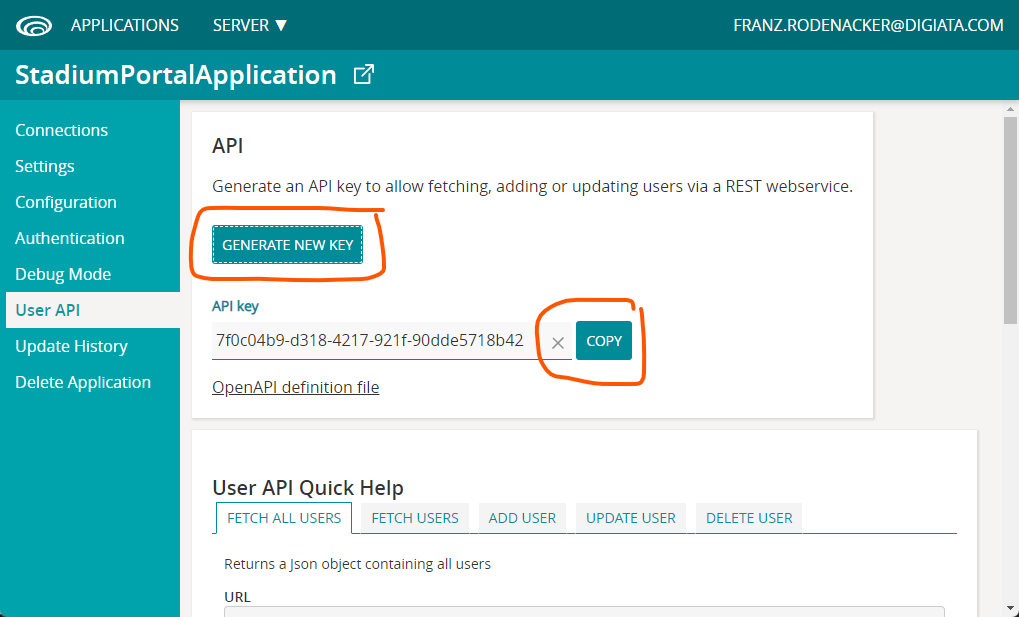 APPLICATIONS SERVER ▼ FRANZ.RODENACKER@DIGIATA.COM
StadiumPortalApplication
Connections
Settings
Configuration
Authentication
Debug Mode
User API
Update History
Delete Application
API
Generate an API key to allow fetching, adding or updating users via a REST webservice.
GENERATE NEW KEY
API key
7f0c04b9-d318-4217-921f-90dde5718b42 × COPY
OpenAPI definition file
User API Quick Help
FETCH ALL USERS FETCH USERS ADD USER UPDATE USER DELETE USER
Returns a Json object containing all users
URL